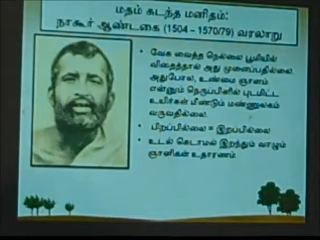 மதம் கடந்த மனிதம்:
நாகூர் ஆண்டகை (1504 – 1570/79) வரலாறு
• வேக வைத்த நெல்லை பூமியில்
விதைத்தால் அது முளைப்பதில்லை.
அதுபோல, உண்மை ஞானம்
என்னும் நெருப்பினில் புடமிட்ட
உயிர்கள் மீண்டும் மண்ணுலகம்
வருவதில்லை.
• பிறப்பில்லை = இறப்பில்லை
• உடல் கெடாமல் இறந்தும் வாழும்
ஞானிகள் உதாரணம்